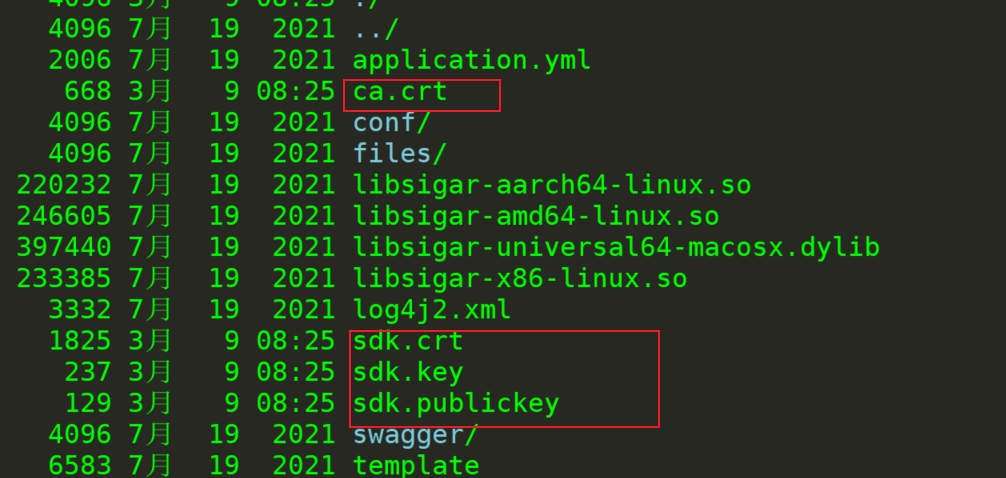 4096 3月 9 08:25 ./
4096 7月 19 2021 ../
2006 7月 19 2021 application.yml
668 3月 9 08:25 ca.crt
4096 7月 19 2021 conf/
4096 7月 19 2021 files/
220232 7月 19 2021 libsigar-aarch64-linux.so
246605 7月 19 2021 libsigar-amd64-linux.so
397440 7月 19 2021 libsigar-universal64-macosx.dylib
233385 7月 19 2021 libsigar-x86-linux.so
3332 7月 19 2021 log4j2.xml
1825 3月 9 08:25 sdk.crt
237 3月 9 08:25 sdk.key
129 3月 9 08:25 sdk.publickey
4096 7月 19 2021 swagger/
6583 7月 19 2021 template